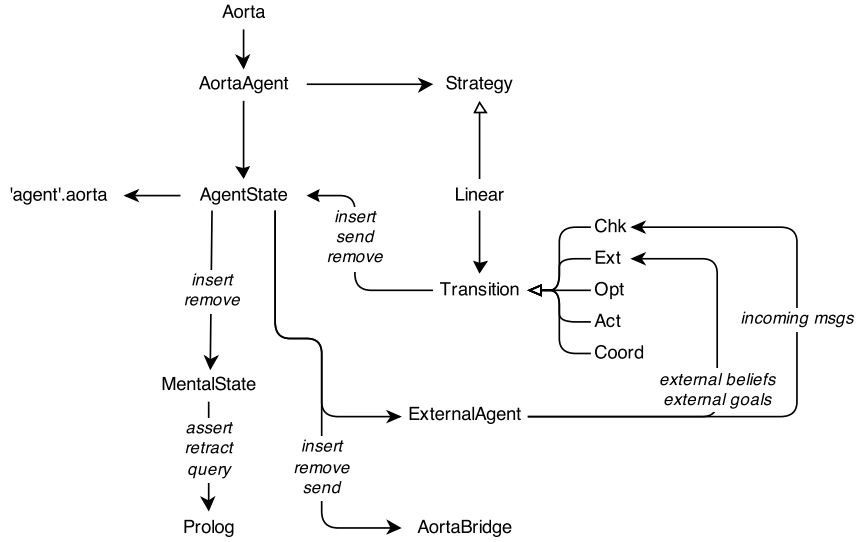 Aorta
AortaAgent
Strategy
'agent'.aorta
AgentState
Linear
insert
send
remove
Chk
Ext
Opt
Act
Coord
Transition
insert
remove
incoming msgs
MentalState
external beliefs
external goals
ExternalAgent
assert
retract
query
insert
remove
send
Prolog
AortaBridge